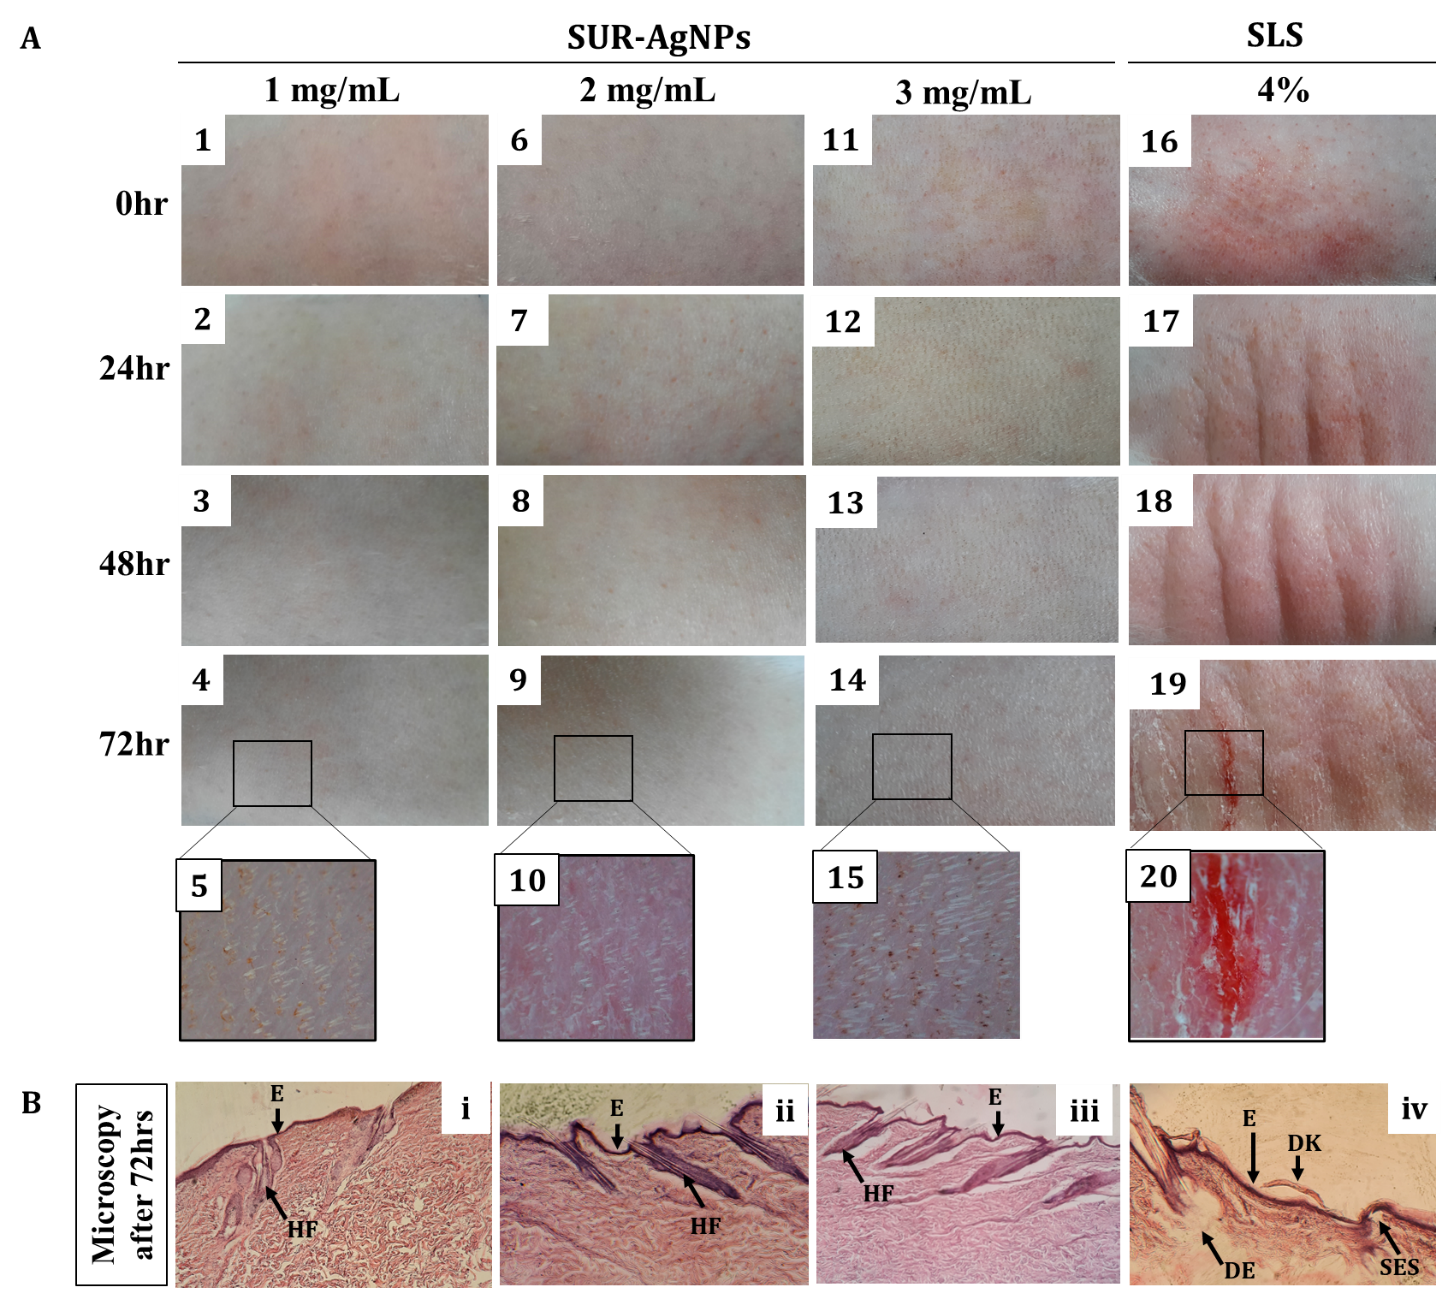 A
SUR-AgNPs
SLS
1 mg/mL
2 mg/mL
3 mg/mL
4%
1
6
11
16
0hr
2
7
12
17
24hr
3
8
13
18
48hr
4
9
14
19
72hr
5
10
15
20
B
Microscopy
after 72hrs
E
i
HF
E
ii
HF
E
iii
HF
E
iv
DK
DE
SES